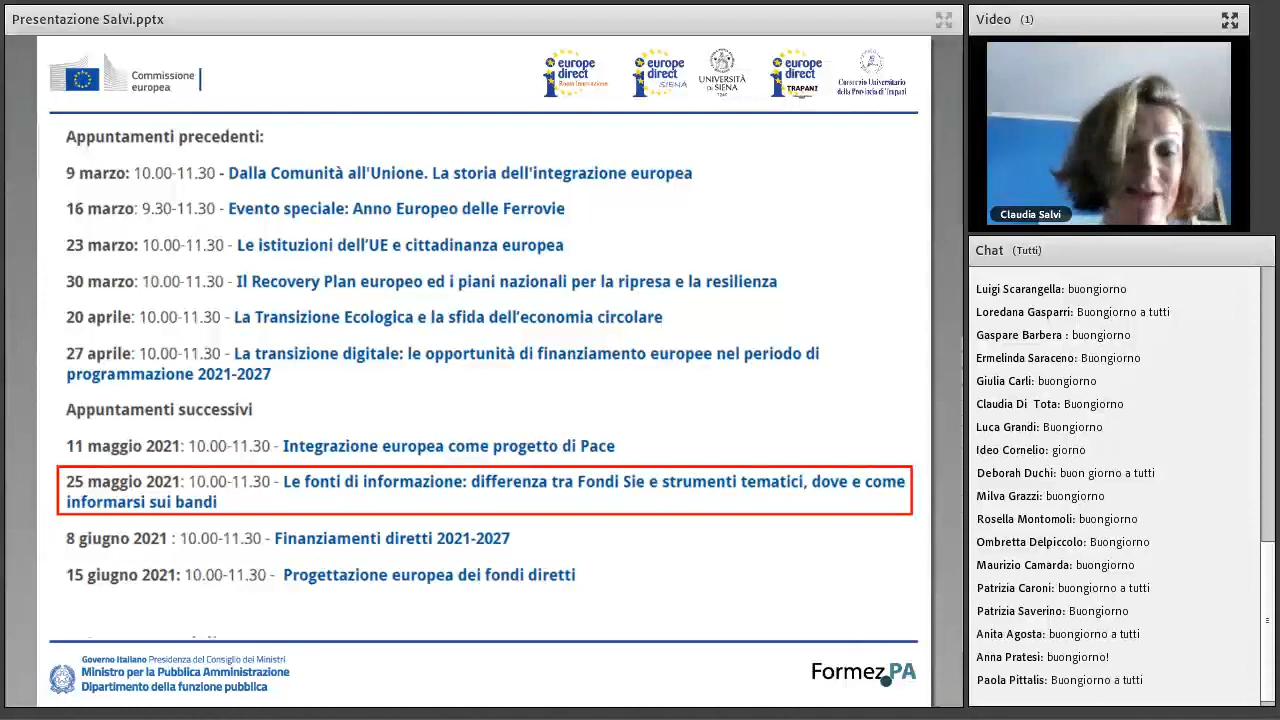 Presentazione Salvi.pptx
Commissione
europea
europe
direct
Roma Innovazione
europe
direct
SIENA
UNIVERSITÀ
DI SIENA
1240
europe
direct
TRAPANI
Consorzio Universitario
della Provincia di Trapani
Appuntamenti precedenti:
9 marzo: 10.00-11.30 - Dalla Comunità all'Unione. La storia dell'integrazione europea
16 marzo: 9.30-11.30 - Evento speciale: Anno Europeo delle Ferrovie
23 marzo: 10.00-11.30 - Le istituzioni dell’UE e cittadinanza europea
30 marzo: 10.00-11.30 - Il Recovery Plan europeo ed i piani nazionali per la ripresa e la resilienza
20 aprile: 10.00-11.30 - La Transizione Ecologica e la sfida dell’economia circolare
27 aprile: 10.00-11.30 - La transizione digitale: le opportunità di finanziamento europee nel periodo di
programmazione 2021-2027
Appuntamenti successivi
11 maggio 2021: 10.00-11.30 - Integrazione europea come progetto di Pace
25 maggio 2021: 10.00-11.30 - Le fonti di informazione: differenza tra Fondi Sie e strumenti tematici, dove e come
informarsi sui bandi
8 giugno 2021 : 10.00-11.30 - Finanziamenti diretti 2021-2027
15 giugno 2021: 10.00-11.30 - Progettazione europea dei fondi diretti
Governo Italiano Presidenza del Consiglio dei Ministri
Ministro per la Pubblica Amministrazione
Dipartimento della funzione pubblica
Formez PA
Video (1)
Claudia Salvi
Chat (Tutti)
Luigi Scarangella: buongiorno
Loredana Gasparri: Buongiorno a tutti
Gaspare Barbera : buongiorno
Ermelinda Saraceno: Buongiorno
Giulia Carli: buongiorno
Claudia Di Tota: Buongiorno
Luca Grandi: Buongiorno
Ideo Cornelio: giorno
Deborah Duchi: buon giorno a tutti
Milva Grazzi: buongiorno
Rosella Montomoli: buongiorno
Ombretta Delpiccolo: Buongiorno
Maurizio Camarda: buongiorno
Patrizia Caroni: buongiorno a tutti
Patrizia Saverino: Buongiorno
Anita Agosta: buongiorno a tutti
Anna Pratesi: buongiorno!
Paola Pittalis: Buongiorno a tutti